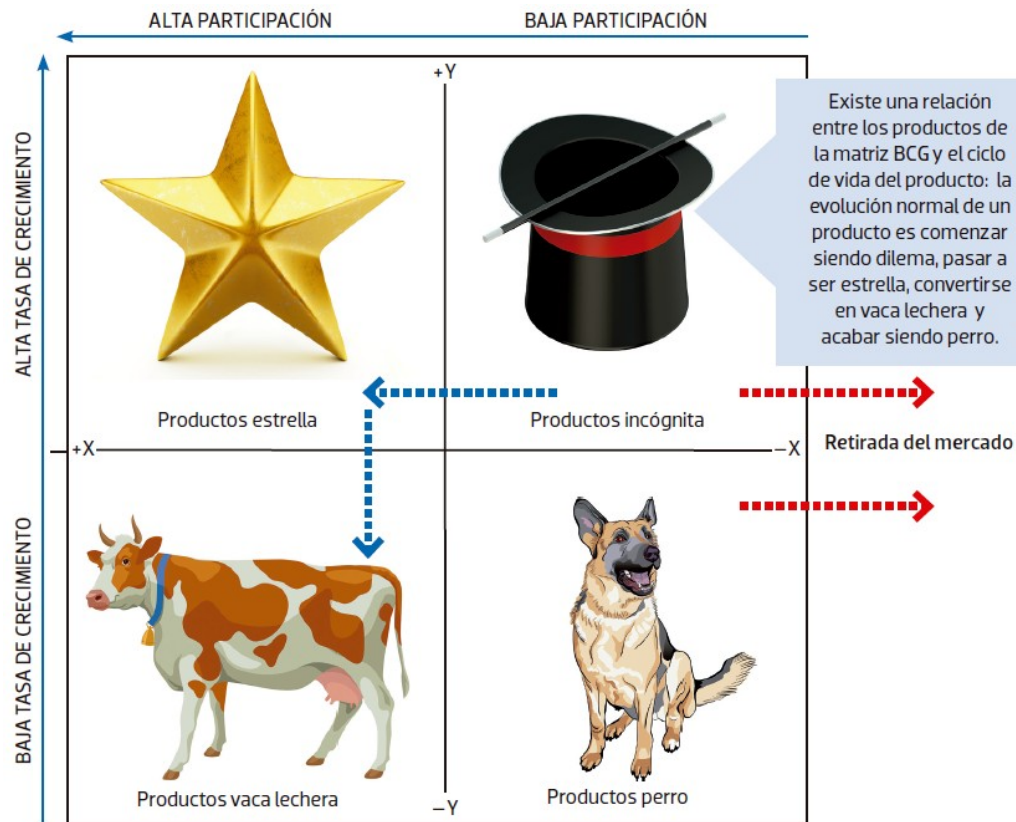 ALTA PARTICIPACIÓN
BAJA PARTICIPACIÓN
ALTA TASA DE CRECIMIENTO
+Y
Existe una relación
entre los productos de
la matriz BCG y el ciclo
de vida del producto: la
evolución normal de un
producto es comenzar
siendo dilema, pasar a
ser estrella, convertirse
en vaca lechera y
acabar siendo perro.
Productos estrella
Productos incógnita
+X
–X
Retirada del mercado
BAJA TASA DE CRECIMIENTO
Productos vaca lechera
–Y
Productos perro